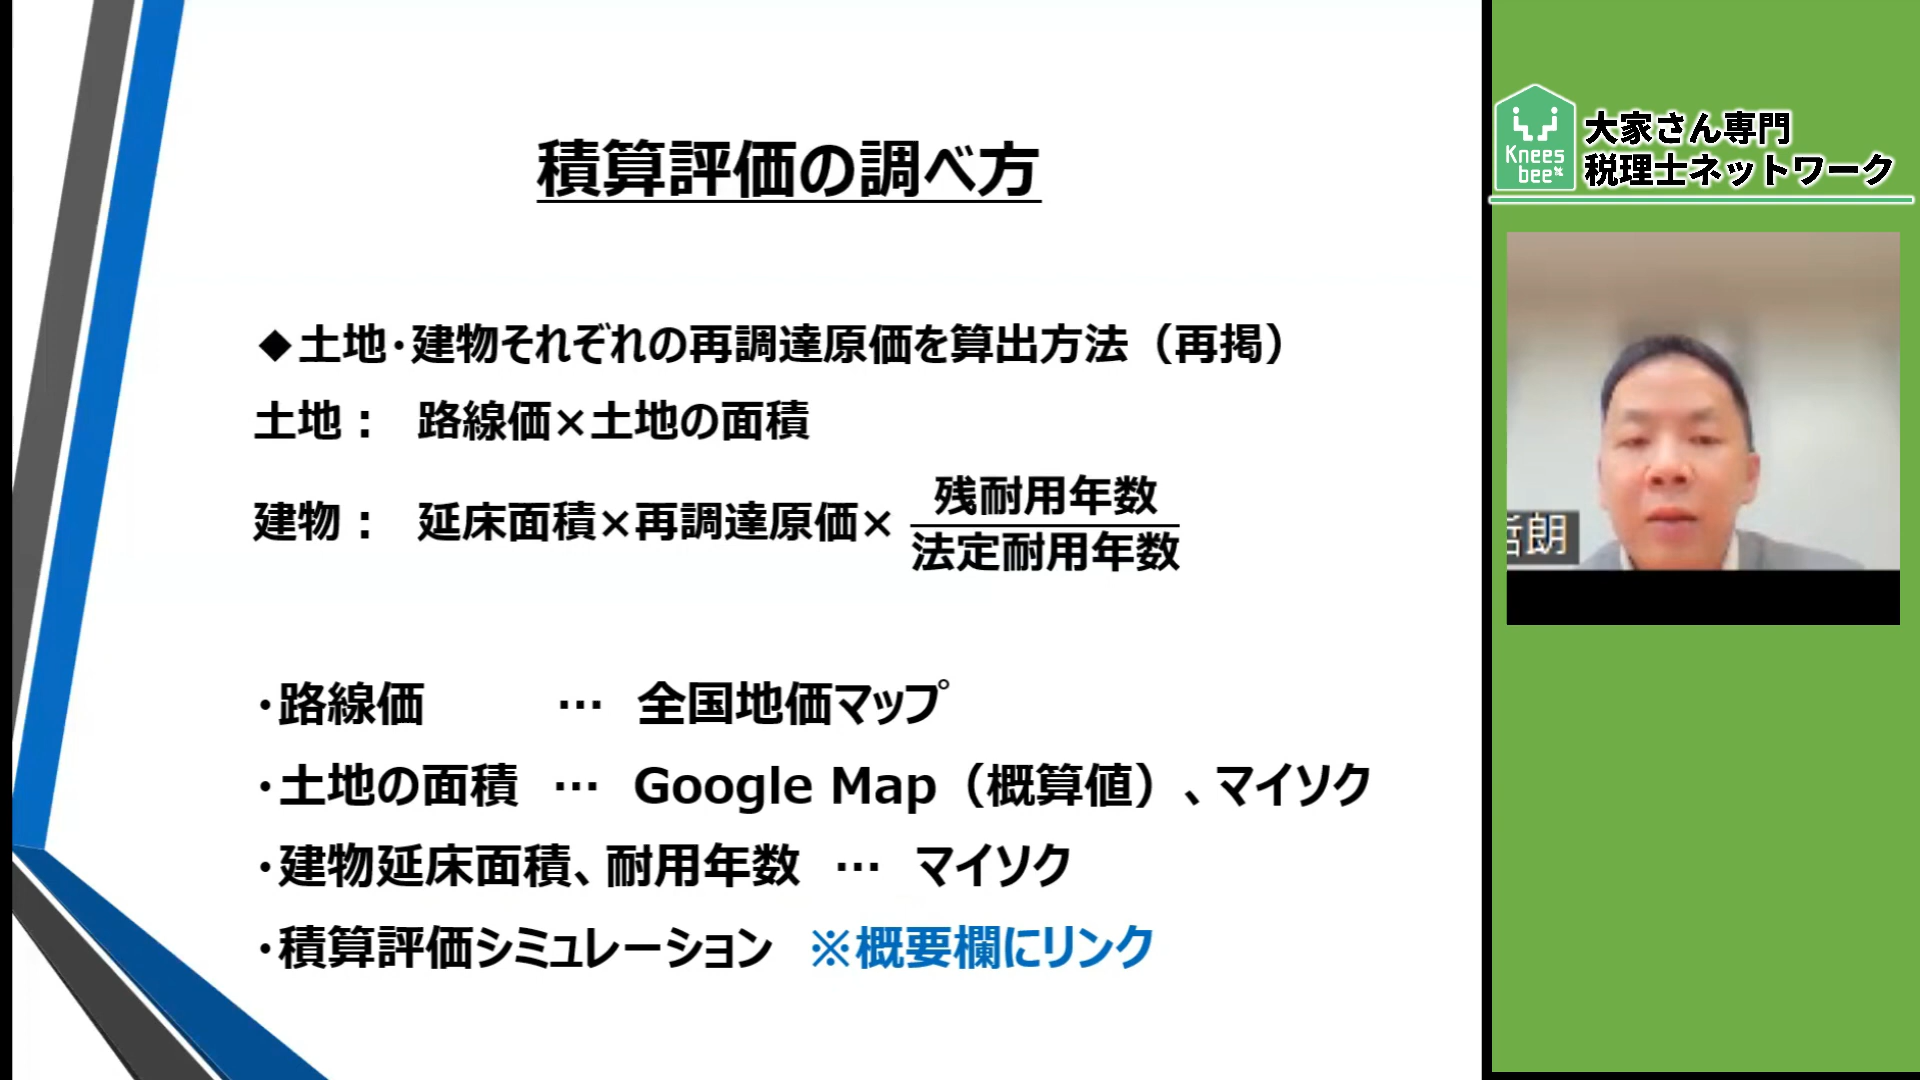 積算評価の調べ方
◆土地・建物それぞれの再調達原価を算出方法（再掲）
土地： 路線価×土地の面積
建物： 延床面積×再調達原価×
残耐用年数
法定耐用年数
・路線価 … 全国地価マップ
・土地の面積 … Google Map（概算値）、マイソク
・建物延床面積、耐用年数 … マイソク
・積算評価シミュレーション ※概要欄にリンク
Knees
bee
大家さん専門
税理士ネットワーク
朗